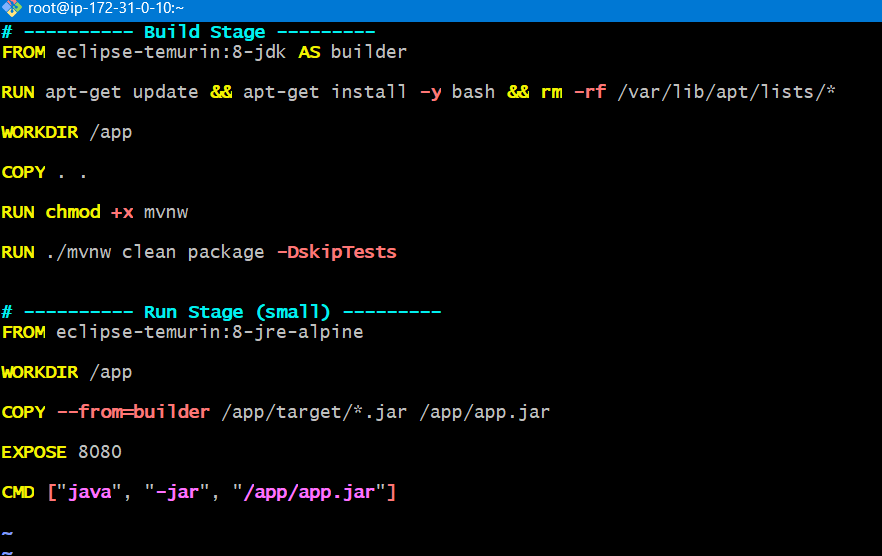 root@ip-172-31-0-10:~
# ---------- Build Stage ---------
FROM eclipse-temurin:8-jdk AS builder
RUN apt-get update && apt-get install -y bash && rm -rf /var/lib/apt/lists/*
WORKDIR /app
COPY . .
RUN chmod +x mvnw
RUN ./mvnw clean package -DskipTests
# ---------- Run Stage (small) ---------
FROM eclipse-temurin:8-jre-alpine
WORKDIR /app
COPY --from=builder /app/target/*.jar /app/app.jar
EXPOSE 8080
CMD ["java", "-jar", "/app/app.jar"]
~
~